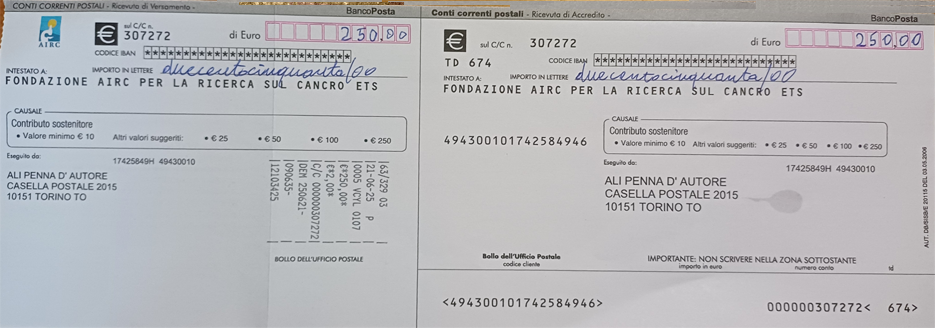 CONTI CORRENTI POSTALI - Ricevuta di Versamento -
BancoPosta
AIRC
€
sul C/C n. 307272
di Euro
250,00
CODICE IBAN
INTESTATO A:
IMPORTO IN LETTERE
duecentocinquanta/00
FONDAZIONE AIRC PER LA RICERCA SUL CANCRO ETS
CAUSALE
Contributo sostenitore
• Valore minimo € 10 Altri valori suggeriti: • € 25 • € 50 • € 100 • € 250
Eseguito da:
17425849H 49430010
ALI PENNA D' AUTORE
CASELLA POSTALE 2015
10151 TORINO TO
|63/329 03
|21-06-25 P
|0005 VCYL 0107
|€*250,00*
|€*2,00*
|C/C 000000307272|
DEM 250621-
|090635-
|12103425
BOLLO DELL'UFFICIO POSTALE
Conti correnti postali - Ricevuta di Accredito -
BancoPosta
€
sul C/C n. 307272
di Euro
250,00
TD 674
CODICE IBAN
INTESTATO A:
IMPORTO IN LETTERE
duecentocinquanta/00
FONDAZIONE AIRC PER LA RICERCA SUL CANCRO ETS
494300101742584946
CAUSALE
Contributo sostenitore
• Valore minimo € 10 Altri valori suggeriti: • € 25 • € 50 • € 100 • € 250
Eseguito da:
17425849H 49430010
ALI PENNA D' AUTORE
CASELLA POSTALE 2015
10151 TORINO TO
Bollo dell'Ufficio Postale
codice cliente
IMPORTANTE: NON SCRIVERE NELLA ZONA SOTTOSTANTE
importo in euro
numero conto
td
<494300101742584946>
000000307272<
674>